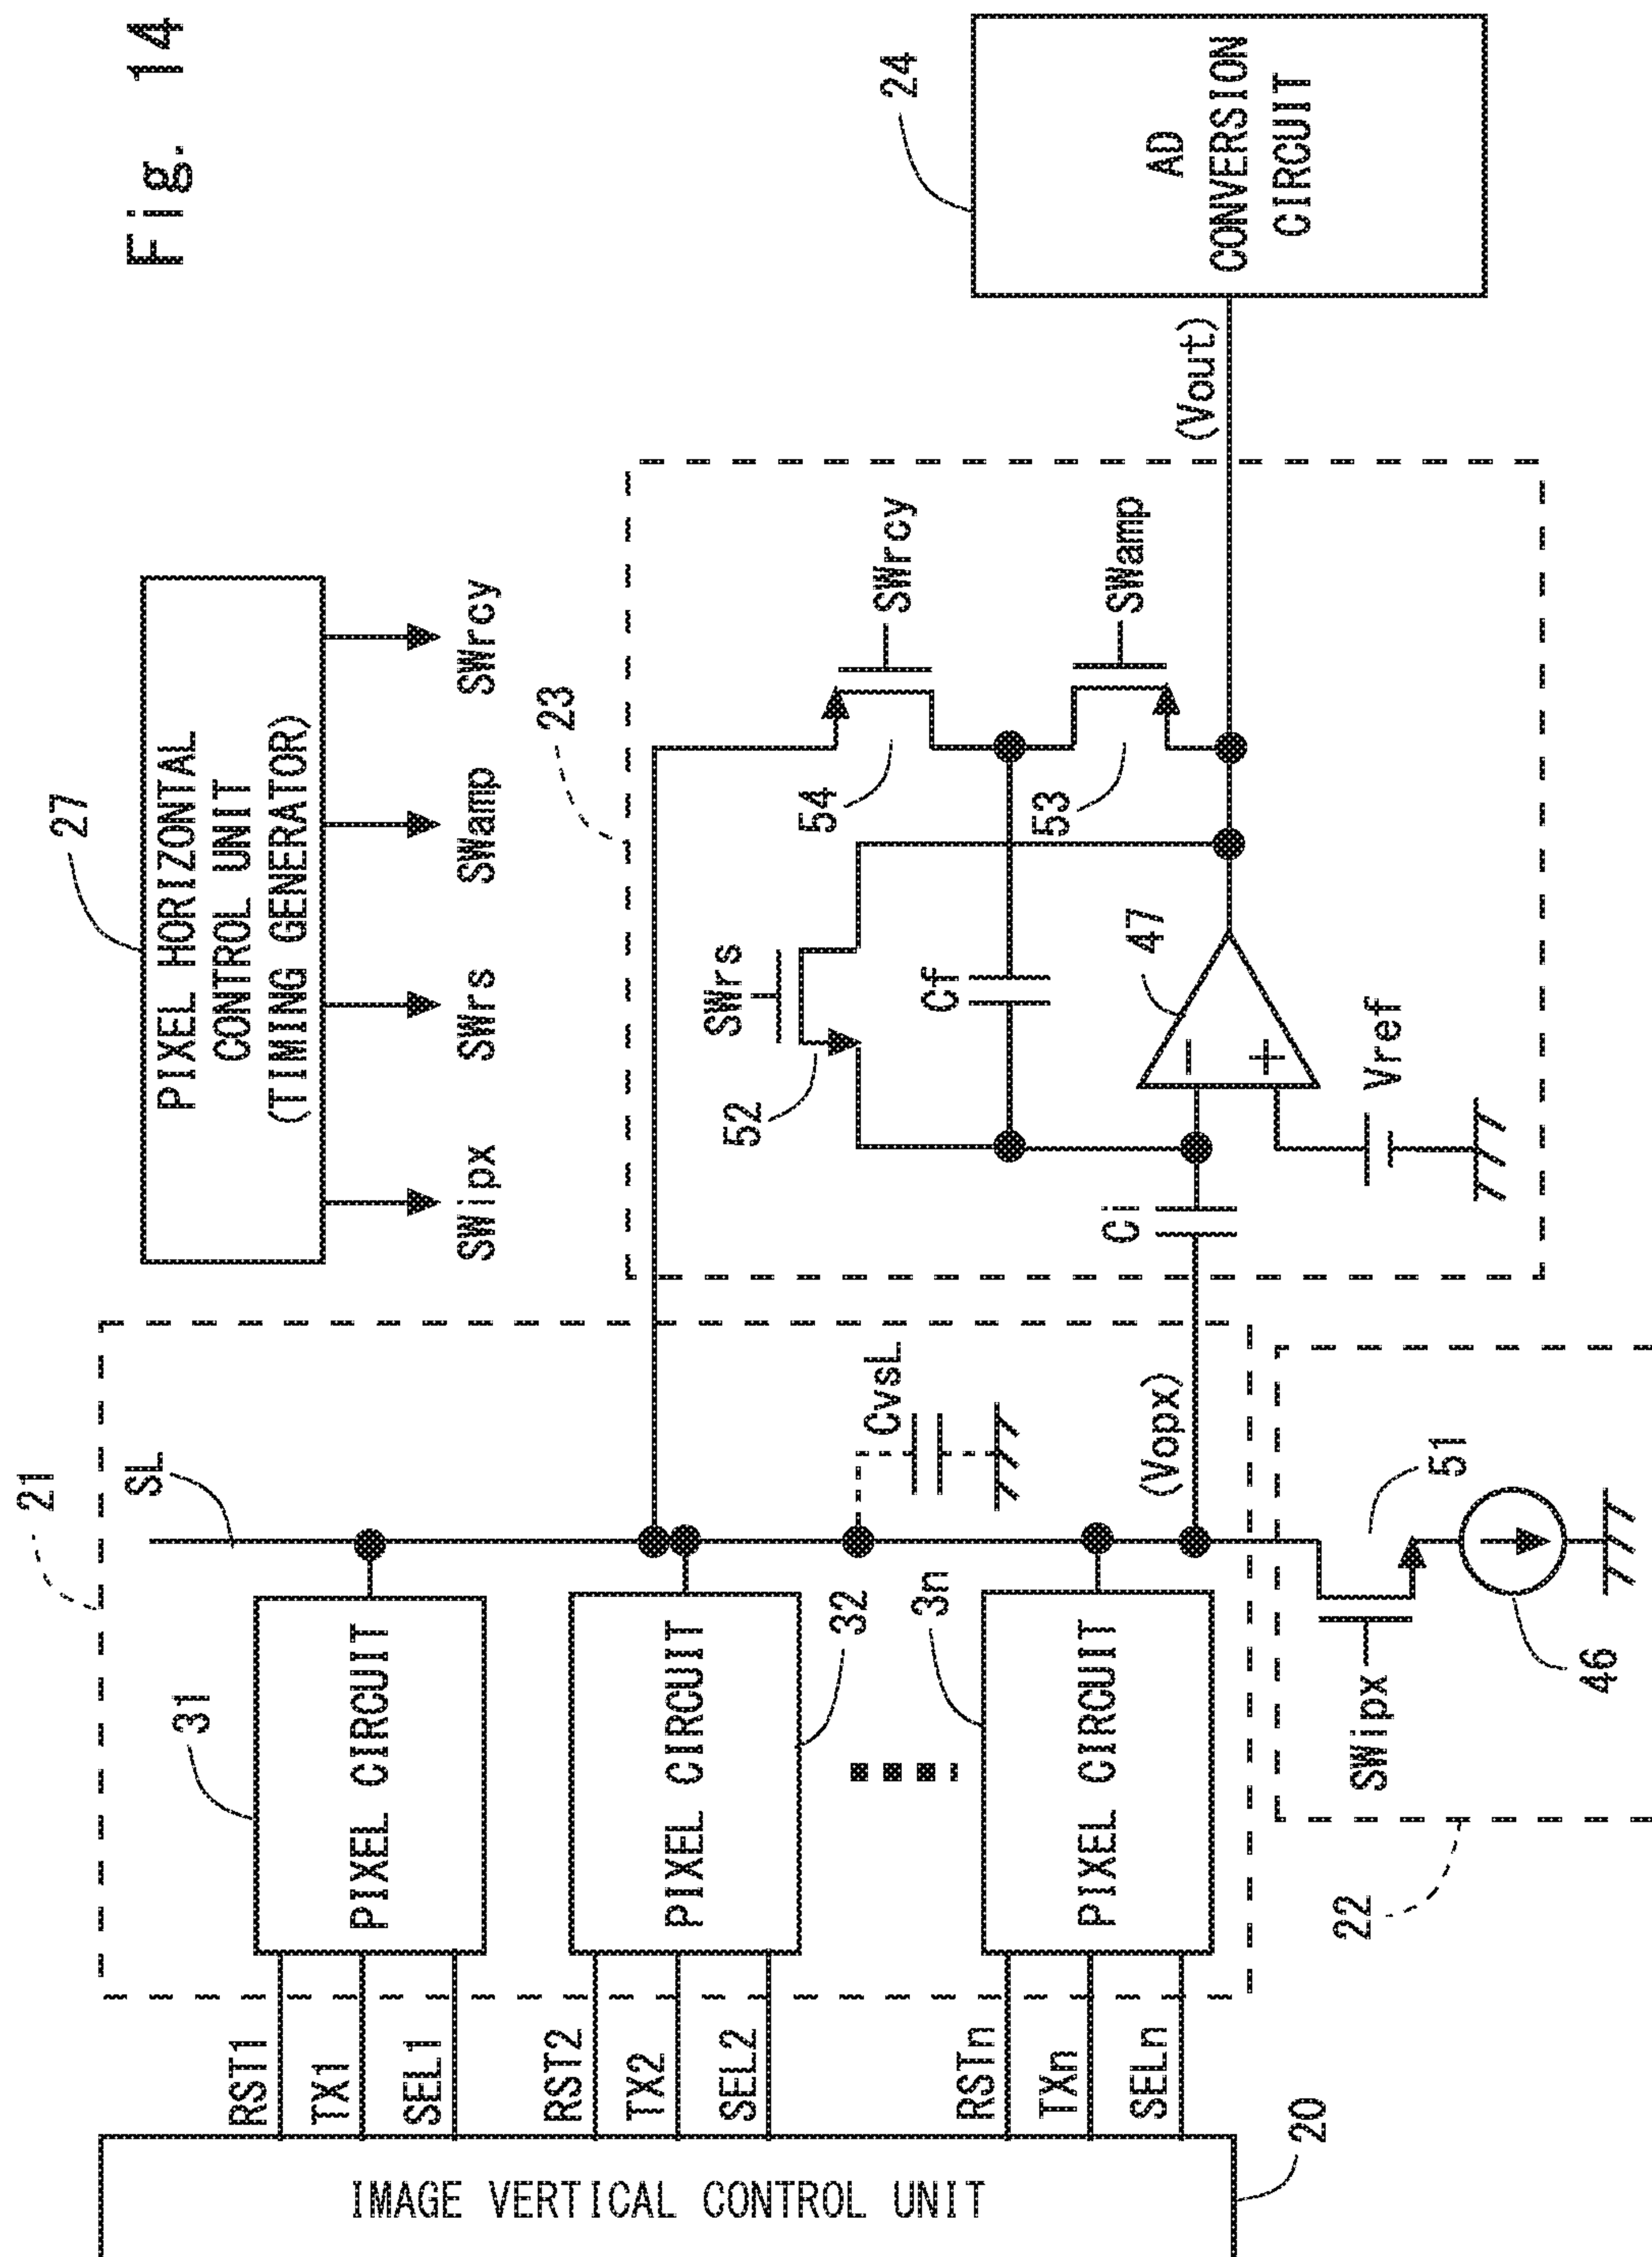 Fig. 14
27
PIXEL HORIZONTAL
CONTROL UNIT
(TIMING GENERATOR)
SWipx
SWrs
SWamp
SWrcy
21
SL
31
PIXEL CIRCUIT
RST1
TX1
SEL1
32
PIXEL CIRCUIT
RST2
TX2
SEL2
3n
PIXEL CIRCUIT
RSTn
TXn
SELn
IMAGE VERTICAL CONTROL UNIT
20
CvsL
(Vopx)
22
SWipx
51
46
23
SWrs
52
Cf
Ci
47
−
+
Vref
54
SWrcy
53
SWamp
(Vout)
24
AD
CONVERSION
CIRCUIT